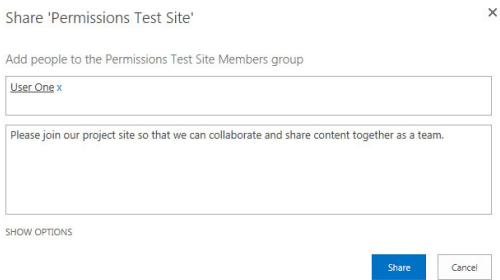 Share 'Permissions Test Site'
Add people to the Permissions Test Site Members group
User One x
Please join our project site so that we can collaborate and share content together as a team.
SHOW OPTIONS
Share Cancel